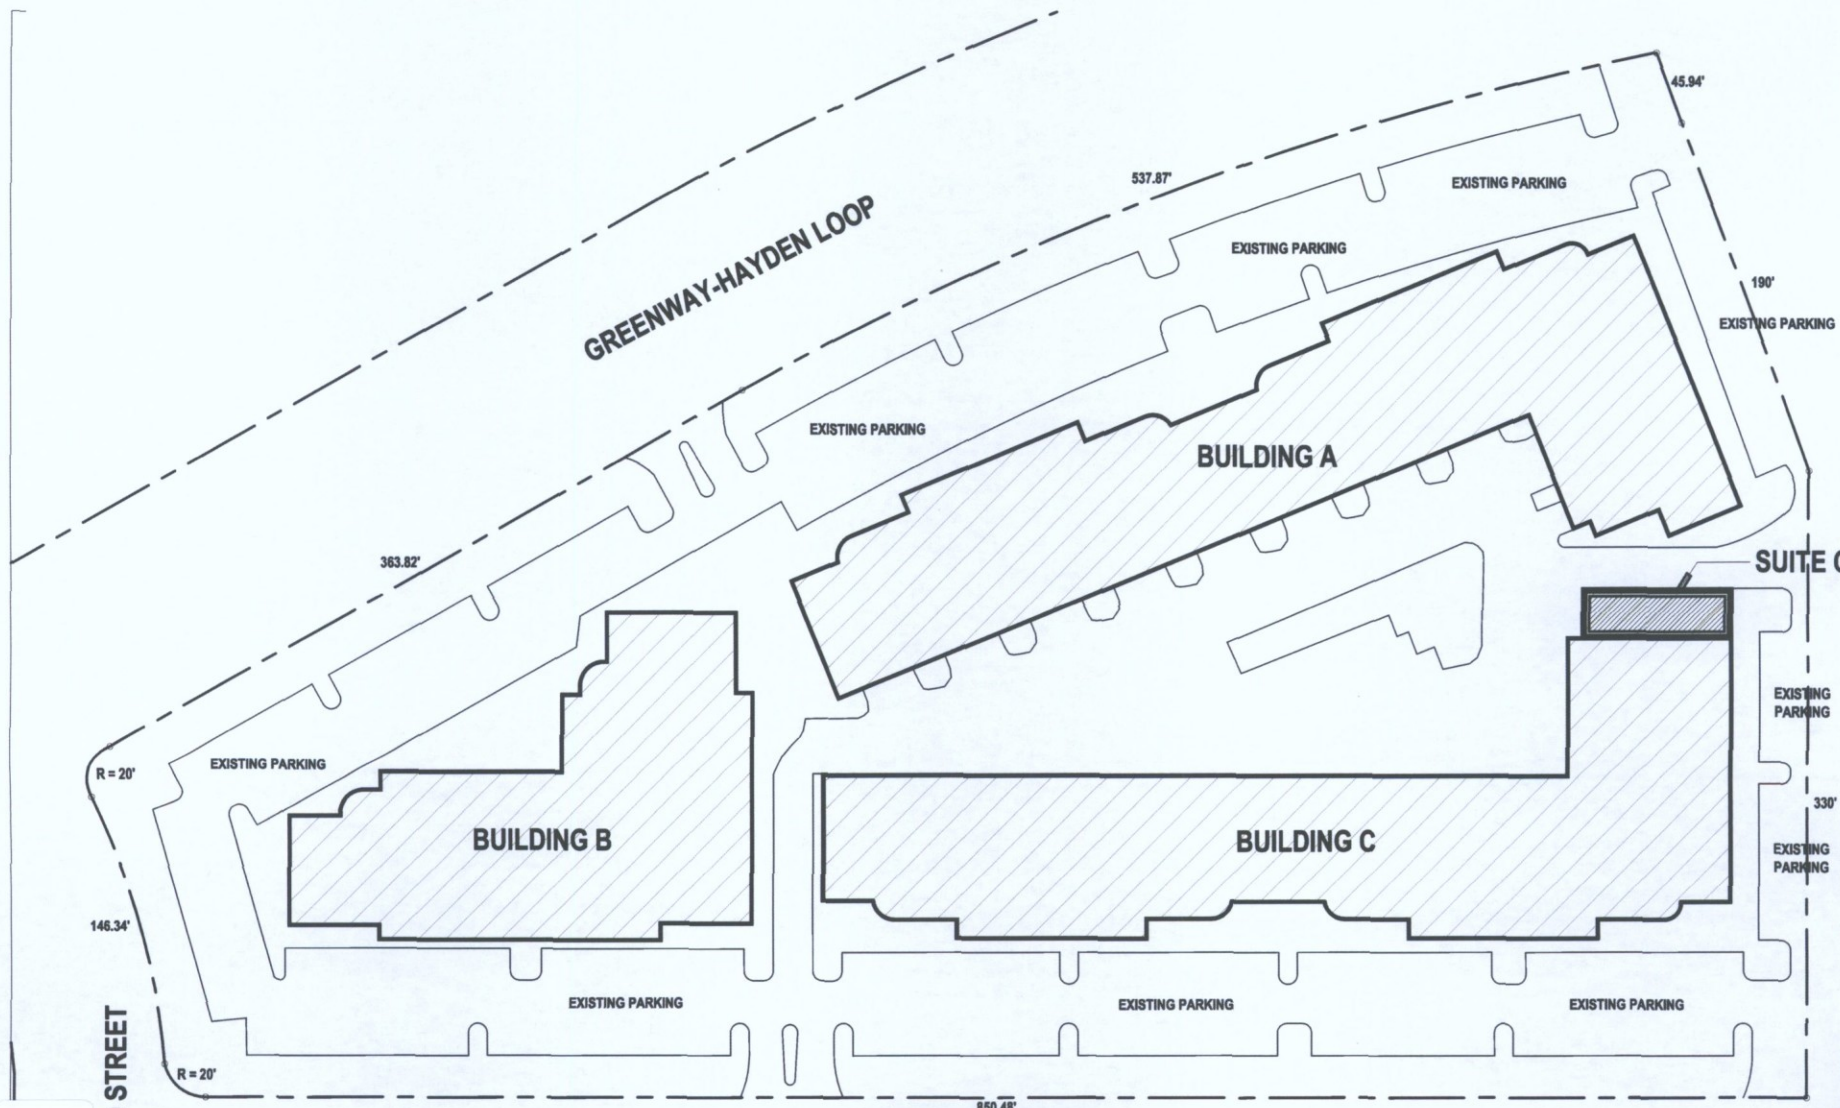 45.94'
537.87'
EXISTING PARKING
GREENWAY-HAYDEN LOOP
EXISTING PARKING
190'
EXISTING PARKING
EXISTING PARKING
BUILDING A
363.82'
SUITE
EXISTING
PARKING
R = 20'
EXISTING PARKING
330'
BUILDING B
BUILDING C
EXISTING
PARKING
146.34'
EXISTING PARKING
EXISTING PARKING
EXISTING PARKING
STREET
R = 20'
850.48'